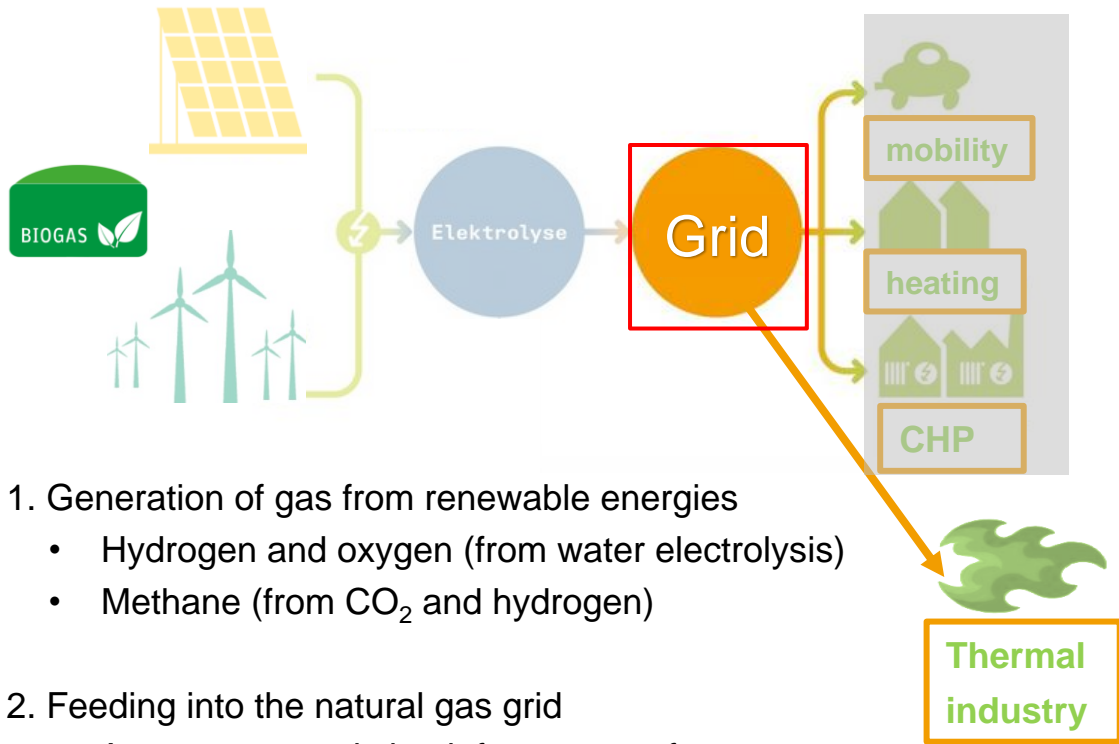 BIOGAS
Elektrolyse
Grid
mobility
heating
CHP
1. Generation of gas from renewable energies
• Hydrogen and oxygen (from water electrolysis)
• Methane (from CO₂ and hydrogen)
Thermal
industry
2. Feeding into the natural gas grid